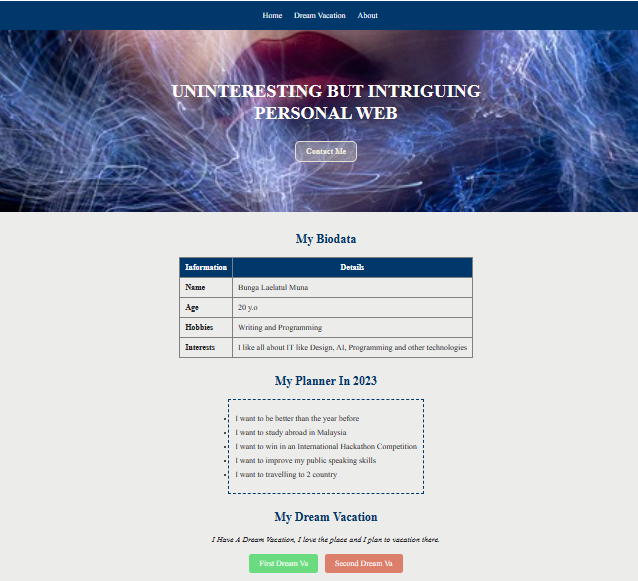 Home Dream Vacation About
UNINTERESTING BUT INTRIGUING
PERSONAL WEB
Contact Me
My Biodata
Information Details
Name Bunga Laelatul Muna
Age 20 y.o
Hobbies Writing and Programming
Interests I like all about IT like Design, AI, Programming and other technologies
My Planner In 2023
I want to be better than the year before
I want to study abroad in Malaysia
I want to win in an International Hackathon Competition
I want to improve my public speaking skills
I want to travelling to 2 country
My Dream Vacation
I Have A Dream Vacation, I love the place and I plan to vacation there.
First Dream Va Second Dream Va